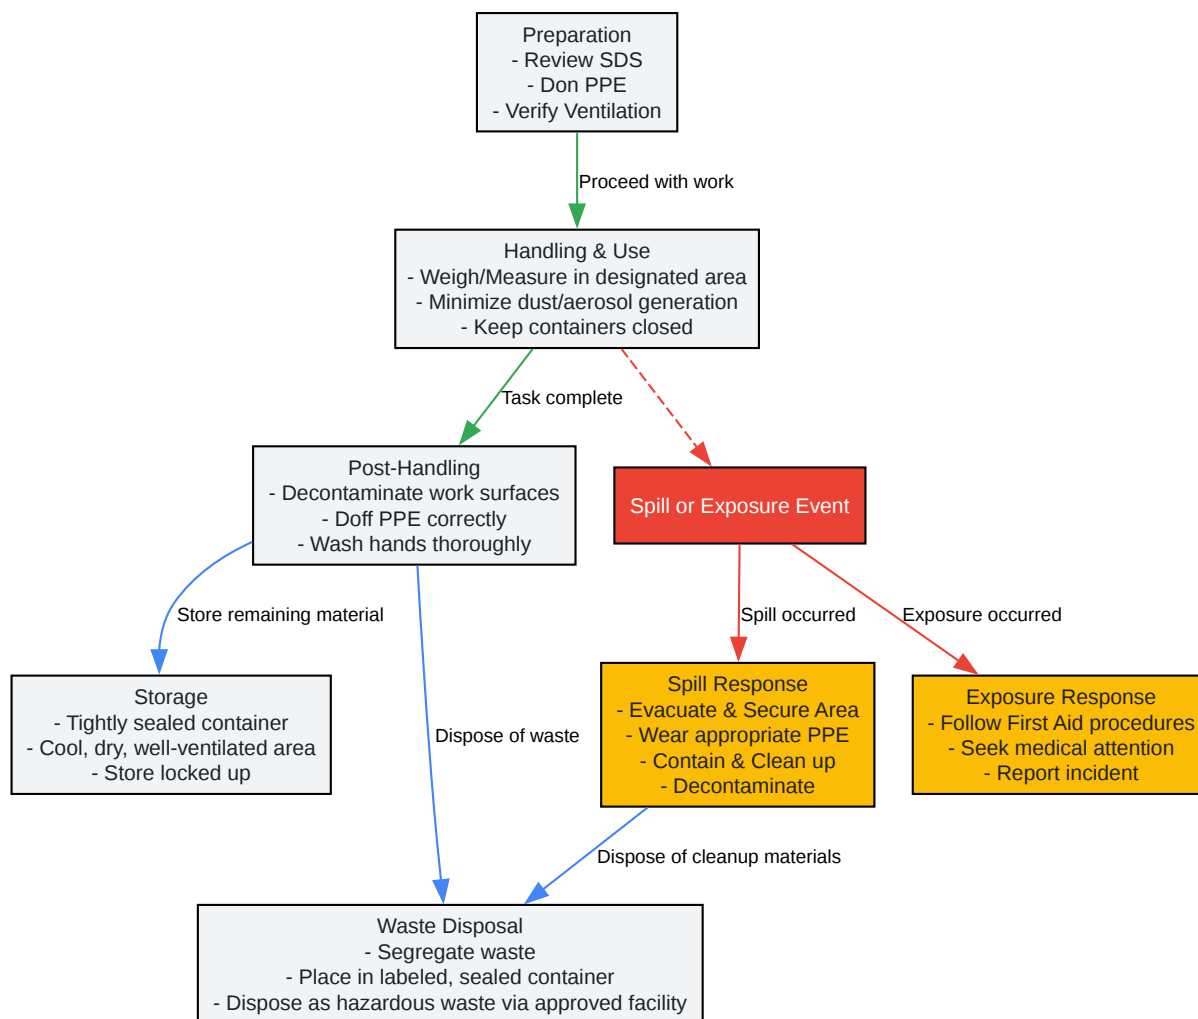 Preparation
- Review SDS
- Don PPE
- Verify Ventilation
Proceed with work
Handling & Use
- Weigh/Measure in designated area
- Minimize dust/aerosol generation
- Keep containers closed
Task complete
Post-Handling
- Decontaminate work surfaces
- Doff PPE correctly
- Wash hands thoroughly
Spill or Exposure Event
Store remaining material
Spill occurred
Exposure occurred
Storage
- Tightly sealed container
- Cool, dry, well-ventilated area
- Store locked up
Dispose of waste
Spill Response
- Evacuate & Secure Area
- Wear appropriate PPE
- Contain & Clean up
- Decontaminate
Exposure Response
- Follow First Aid procedures
- Seek medical attention
- Report incident
Dispose of cleanup materials
Waste Disposal
- Segregate waste
- Place in labeled, sealed container
- Dispose as hazardous waste via approved facility